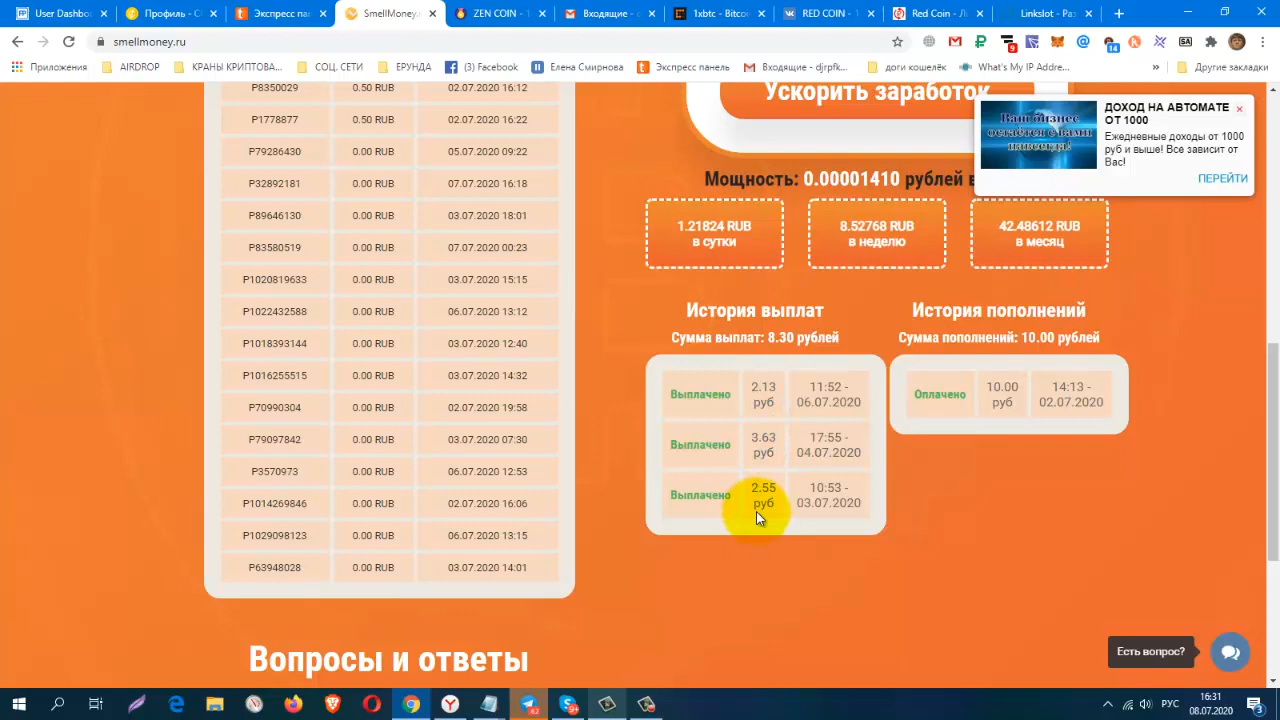 User Dashbo
Профиль - С
Экспресс пан
SmellMoney.r
ZEN COIN - 1
Входящие - d
1xbtc - Bitco
RED COIN - 1
Red Coin - Л
Linkslot - Ра
smellmoney.ru
9
14
Приложения
AIRDROP
КРАНЫ КРИПТОВА...
СОЦ. СЕТИ
ЕРУНДА
(3) Facebook
Елена Смирнова
Экспресс панель
Входящие - djrpfk...
доги кошелёк
What's My IP Addre...
»
Другие закладки
P8350029 0.50 RUB 02.07.2020 16:12
P1778877 0.50 RUB 02.07.2020 16:22
P79286430 0.00 RUB 05.07.2020 09:22
P32892181 0.00 RUB 07.07.2020 16:18
P89646130 0.00 RUB 03.07.2020 18:01
P83580519 0.00 RUB 07.07.2020 00:23
P1020819633 0.00 RUB 03.07.2020 15:15
P1022432588 0.00 RUB 06.07.2020 13:12
P1018393144 0.00 RUB 03.07.2020 12:40
P1016255515 0.00 RUB 03.07.2020 14:32
P70990304 0.00 RUB 02.07.2020 19:58
P79097842 0.00 RUB 03.07.2020 07:30
P3570973 0.00 RUB 06.07.2020 12:53
P1014269846 0.00 RUB 02.07.2020 16:06
P1029098123 0.00 RUB 06.07.2020 13:15
P63948028 0.00 RUB 03.07.2020 14:01
Вопросы и ответы
Ускорить заработок
Мощность: 0.00001410 рублей в
1.21824 RUB
в сутки
8.52768 RUB
в неделю
42.48612 RUB
в месяц
История выплат
Сумма выплат: 8.30 рублей
Выплачено 2.13 руб 11:52 - 06.07.2020
Выплачено 3.63 руб 17:55 - 04.07.2020
Выплачено 2.55 руб 10:53 - 03.07.2020
История пополнений
Сумма пополнений: 10.00 рублей
Оплачено 10.00 руб 14:13 - 02.07.2020
Ваш бизнес
остаётся с вами
навсегда!
ДОХОД НА АВТОМАТЕ
ОТ 1000
Ежедневные доходы от 1000
руб и выше! Все зависит от
Вас!
ПЕРЕЙТИ
Есть вопрос?
РУС
16:31
08.07.2020
3